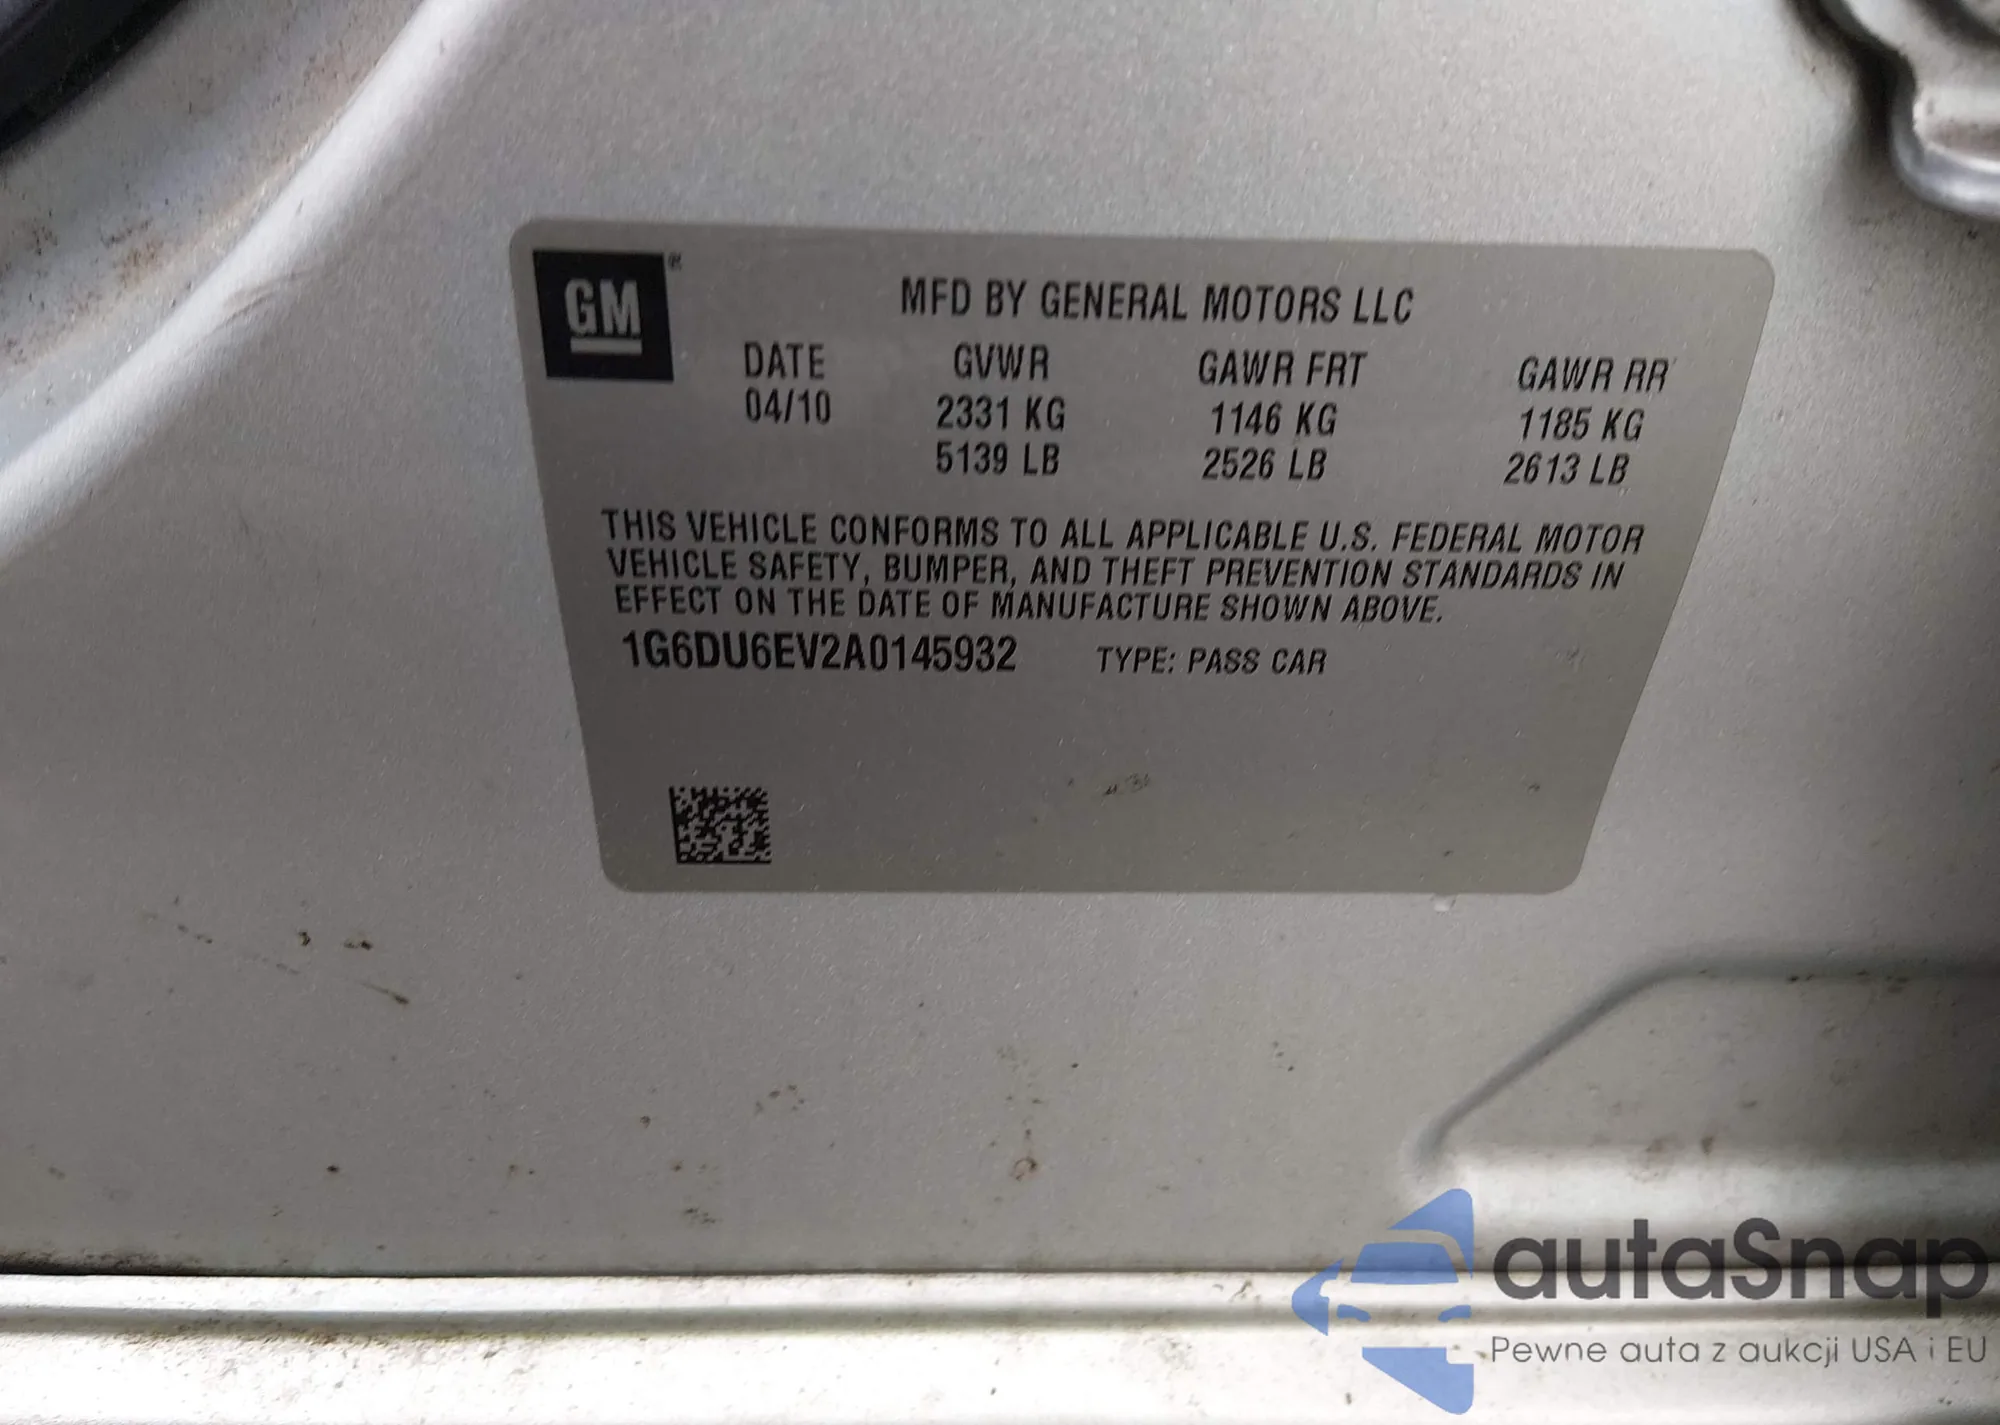 GM®
MFD BY GENERAL MOTORS LLC
DATE GVWR GAWR FRT GAWR RR
04/10 2331 KG 1146 KG 1185 KG
5139 LB 2526 LB 2613 LB
THIS VEHICLE CONFORMS TO ALL APPLICABLE U.S. FEDERAL MOTOR
VEHICLE SAFETY, BUMPER, AND THEFT PREVENTION STANDARDS IN
EFFECT ON THE DATE OF MANUFACTURE SHOWN ABOVE.
1G6DU6EV2A0145932 TYPE: PASS CAR
autaSnap
Pewne auta z aukcji USA i EU